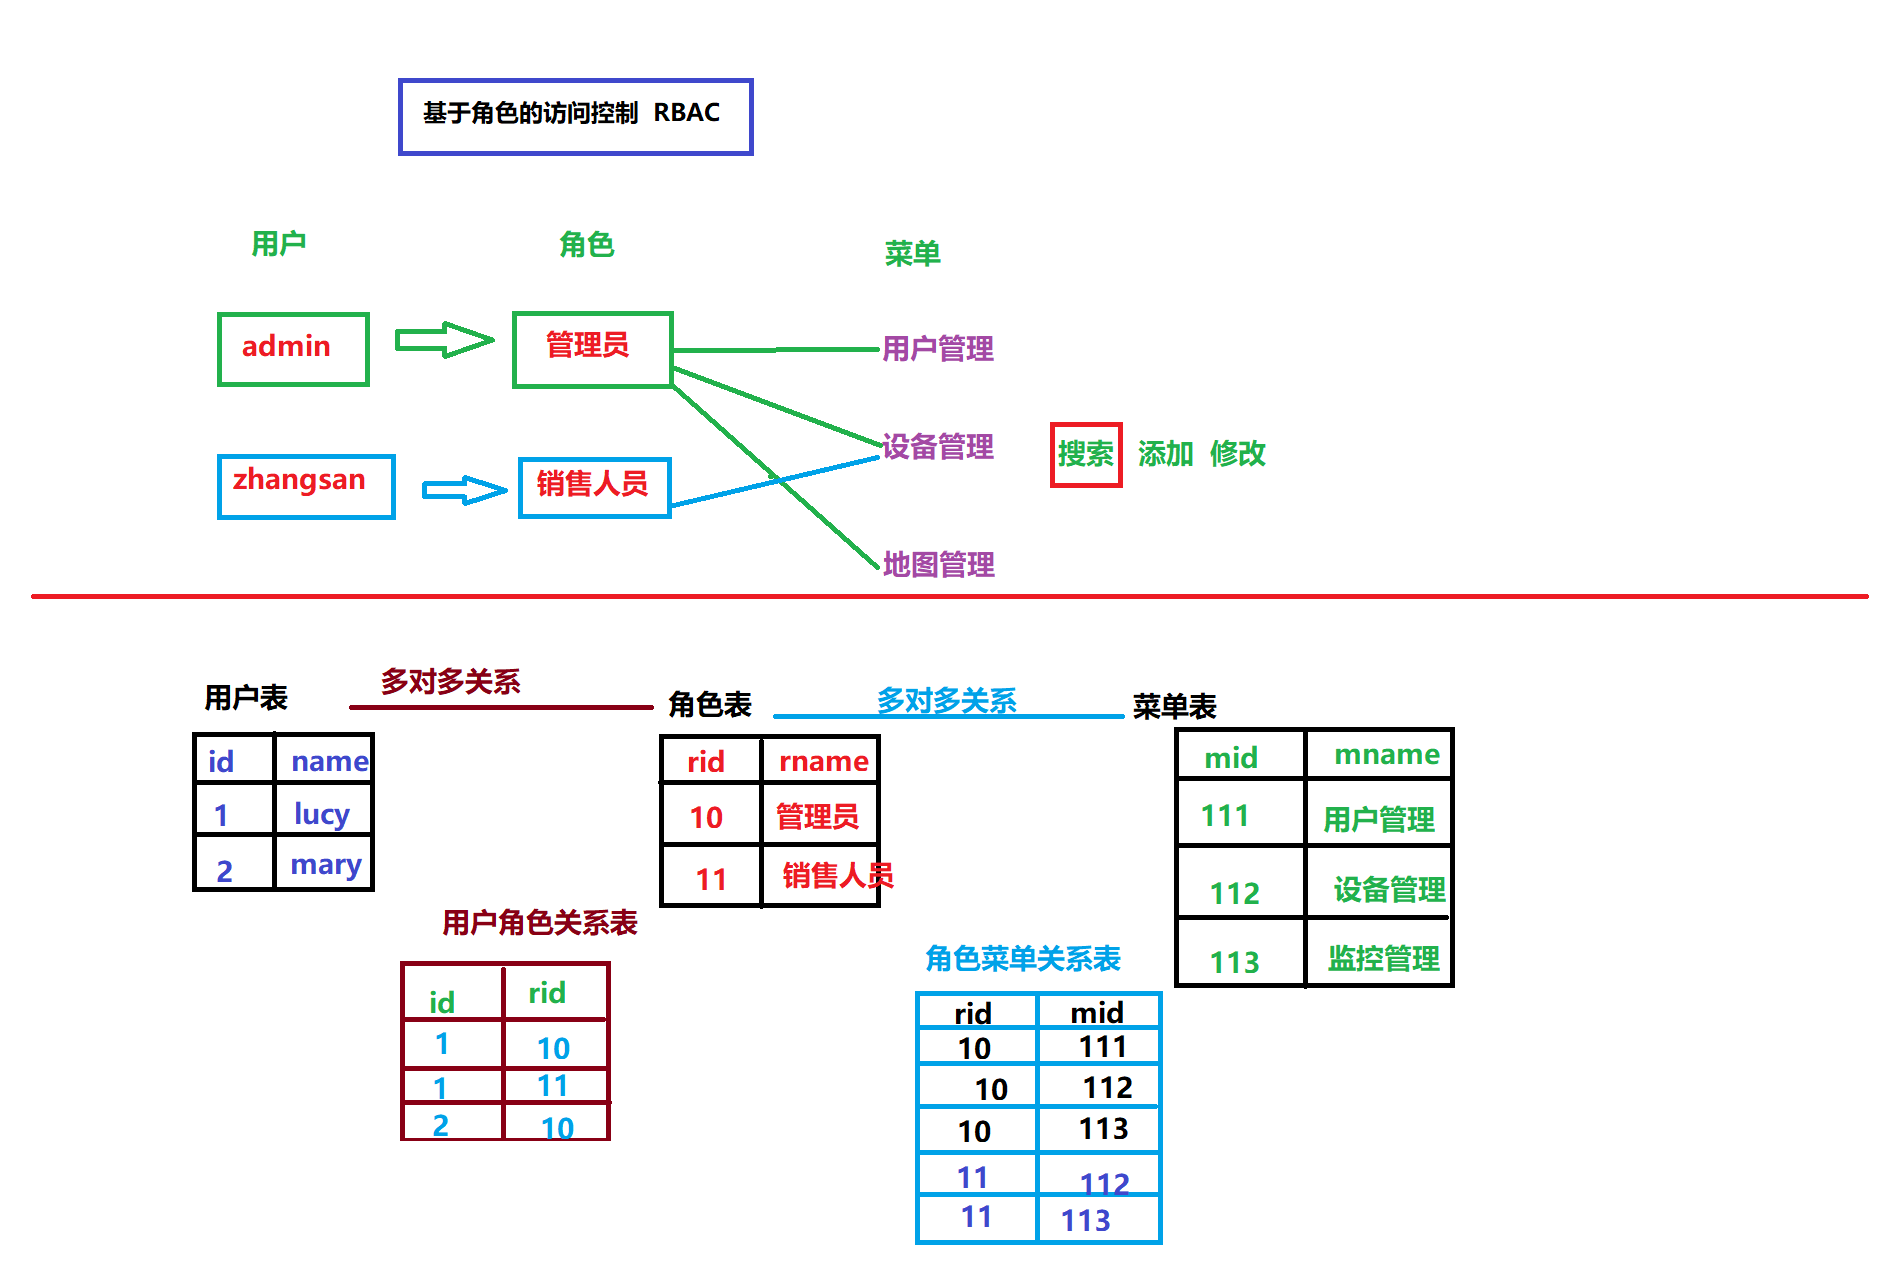 基于角色的访问控制  RBAC
用户 角色 菜单
admin 管理员 用户管理
设备管理 搜索 添加 修改
zhangsan 销售人员
地图管理
用户表 多对多关系 角色表 多对多关系 菜单表
id name
1 lucy
2 mary
rid rname
10 管理员
11 销售人员
mid mname
111 用户管理
112 设备管理
113 监控管理
用户角色关系表
id rid
1 10
1 11
2 10
角色菜单关系表
rid mid
10 111
10 112
10 113
11 112
11 113